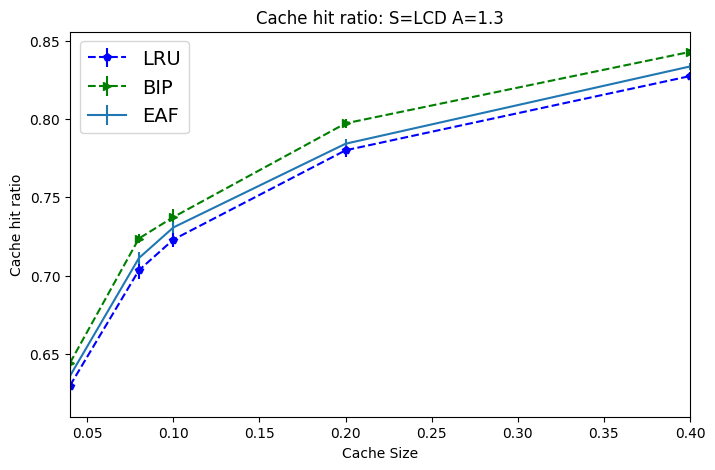 Cache hit ratio: S=LCD A=1.3
0.85
0.80
0.75
0.70
0.65
Cache hit ratio
LRU
BIP
EAF
0.05 0.10 0.15 0.20 0.25 0.30 0.35 0.40
Cache Size